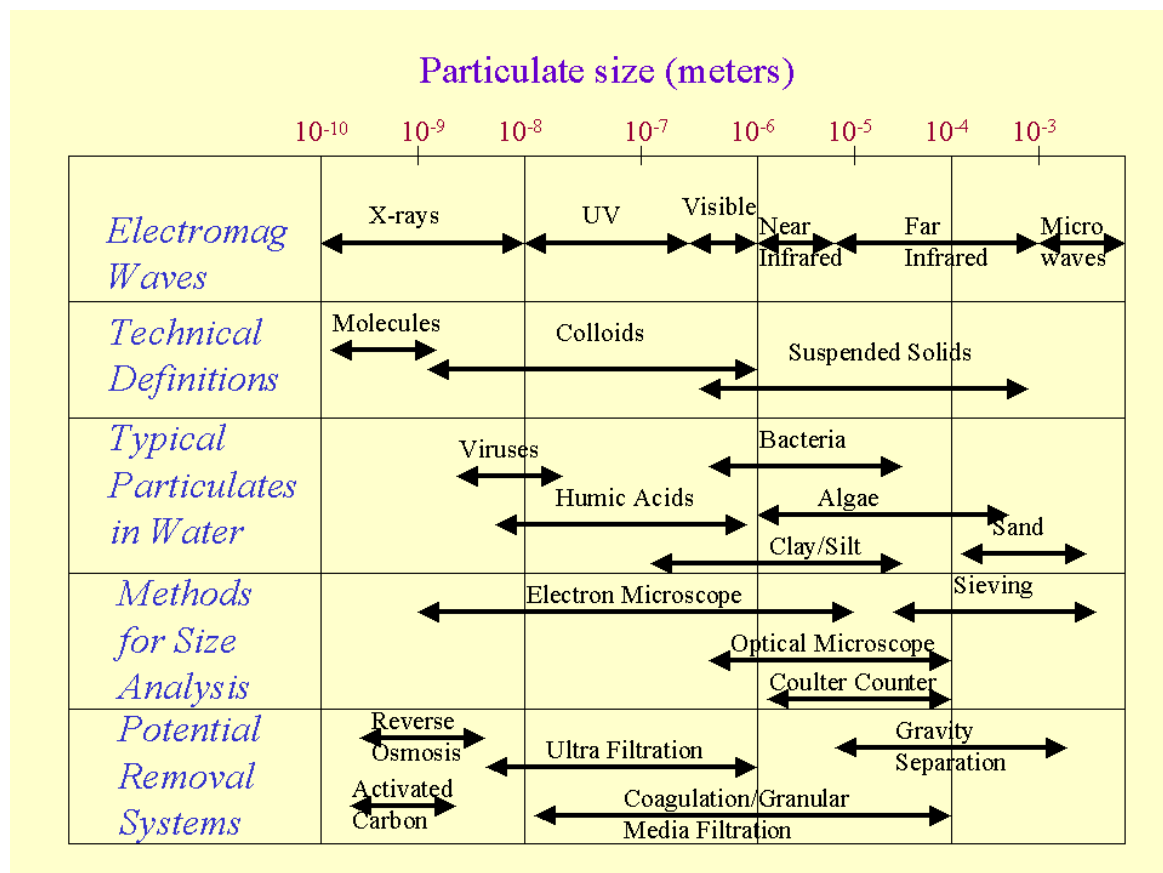 Particulate size (meters)
10-10 10-9 10-8 10-7 10-6 10-5 10-4 10-3
Electromag
Waves
X-rays
UV
Visible
Near
Infrared
Far
Infrared
Micro
waves
Technical
Definitions
Molecules
Colloids
Suspended Solids
Typical
Particulates
in Water
Viruses
Bacteria
Humic Acids
Algae
Sand
Clay/Silt
Methods
for Size
Analysis
Electron Microscope
Sieving
Optical Microscope
Coulter Counter
Potential
Removal
Systems
Reverse
Osmosis
Ultra Filtration
Gravity
Separation
Activated
Carbon
Coagulation/Granular
Media Filtration